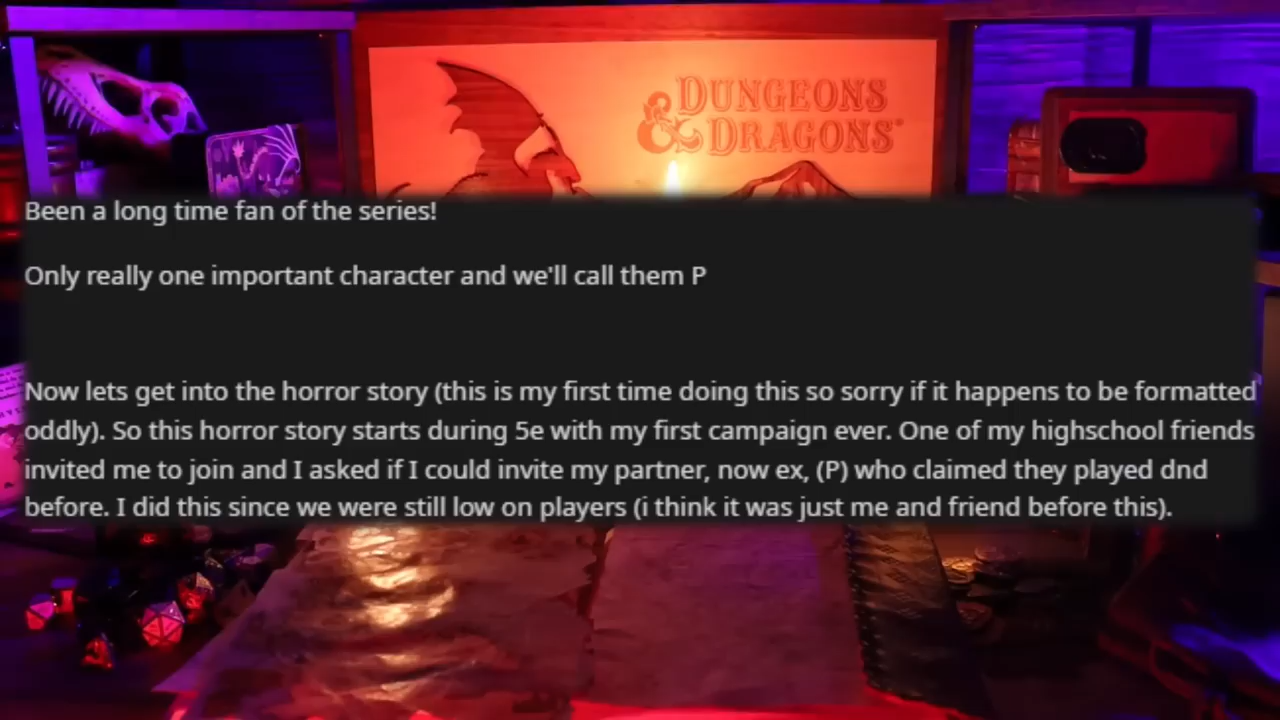 DUNGEONS
& DRAGONS
Been a long time fan of the series!
Only really one important character and we'll call them P
Now lets get into the horror story (this is my first time doing this so sorry if it happens to be formatted
oddly). So this horror story starts during 5e with my first campaign ever. One of my highschool friends
invited me to join and I asked if I could invite my partner, now ex, (P) who claimed they played dnd
before. I did this since we were still low on players (i think it was just me and friend before this).